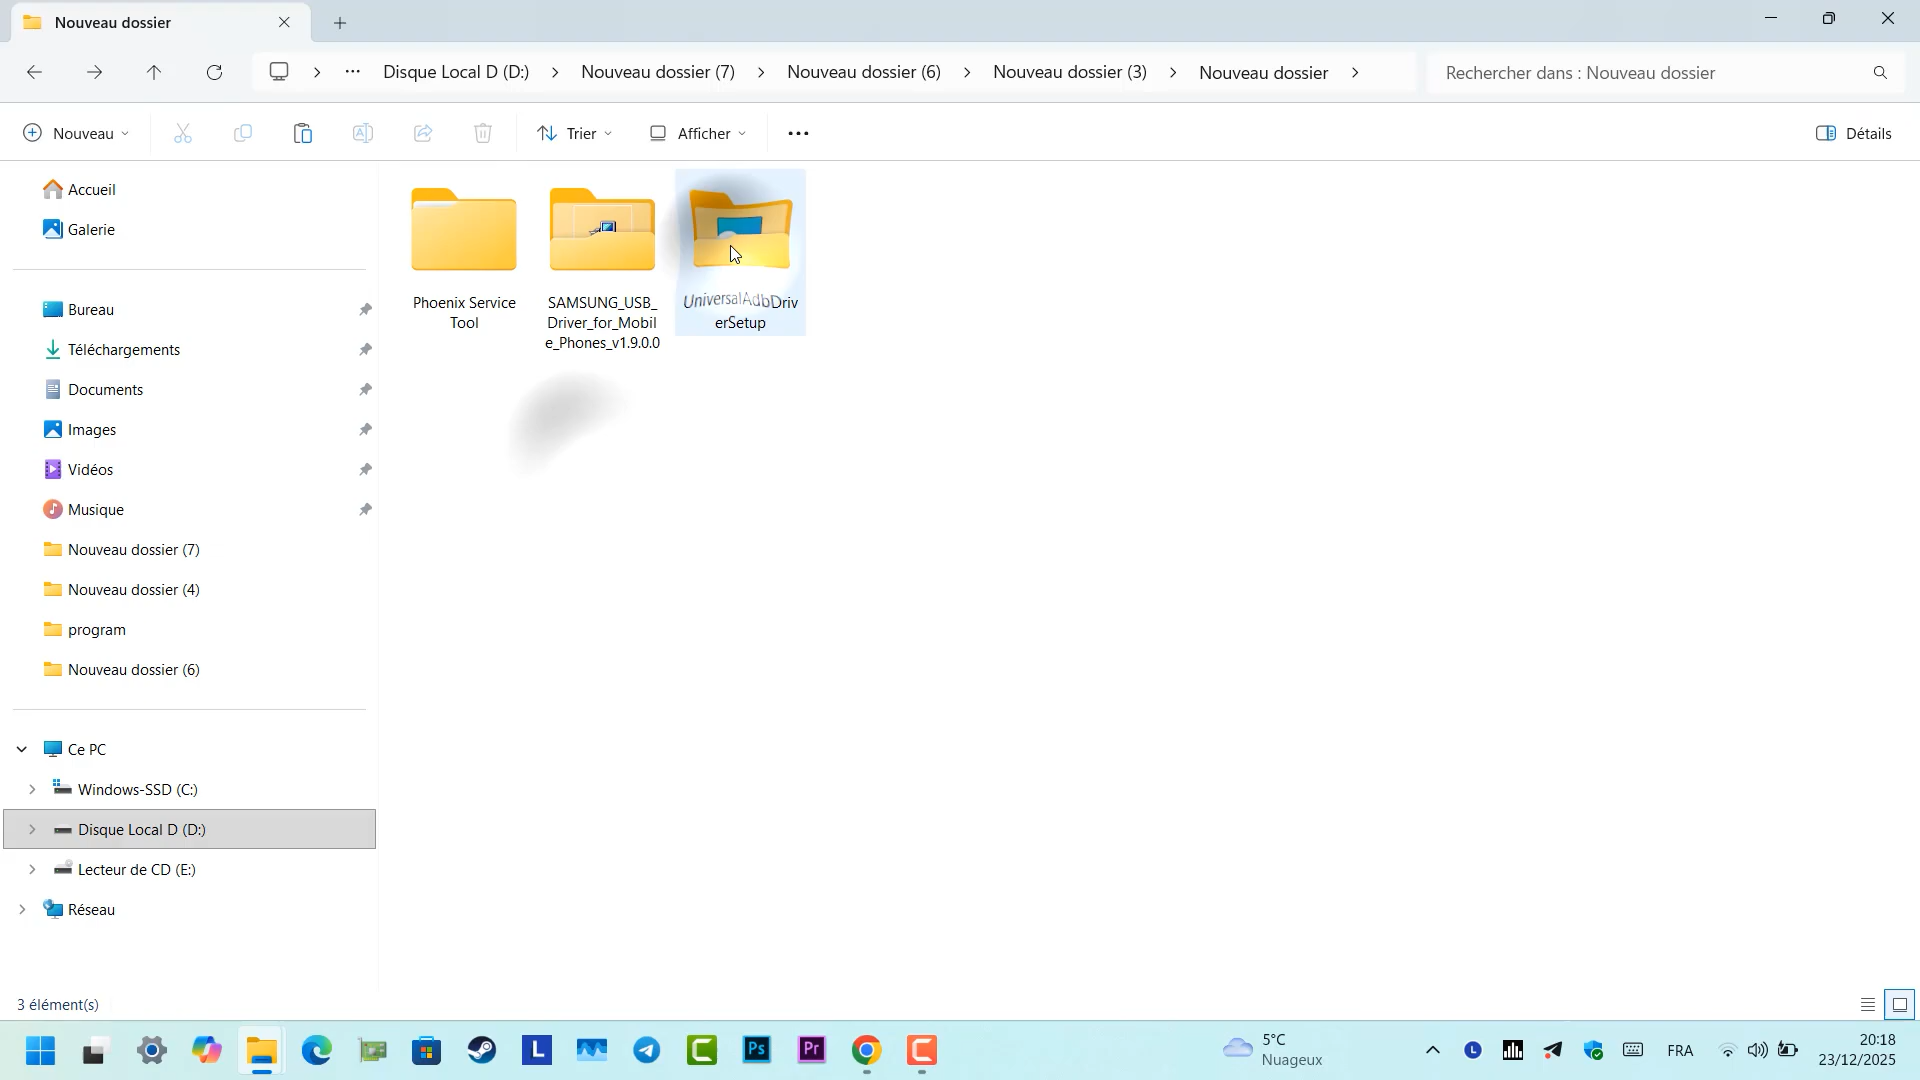 Nouveau dossier
Disque Local D (D:)
Nouveau dossier (7)
Nouveau dossier (6)
Nouveau dossier (3)
Nouveau dossier
Rechercher dans : Nouveau dossier
Nouveau
Trier
Afficher
Détails
Accueil
Galerie
Bureau
Téléchargements
Documents
Images
Vidéos
Musique
Nouveau dossier (7)
Nouveau dossier (4)
program
Nouveau dossier (6)
Ce PC
Windows-SSD (C:)
Disque Local D (D:)
Lecteur de CD (E:)
Réseau
Phoenix Service
Tool
SAMSUNG_USB_
Driver_for_Mobil
e_Phones_v1.9.0.0
UniversalAdbDriv
erSetup
3 élément(s)
L
C
Ps
Pr
C
5°C
Nuageux
L
FRA
20:18
23/12/2025